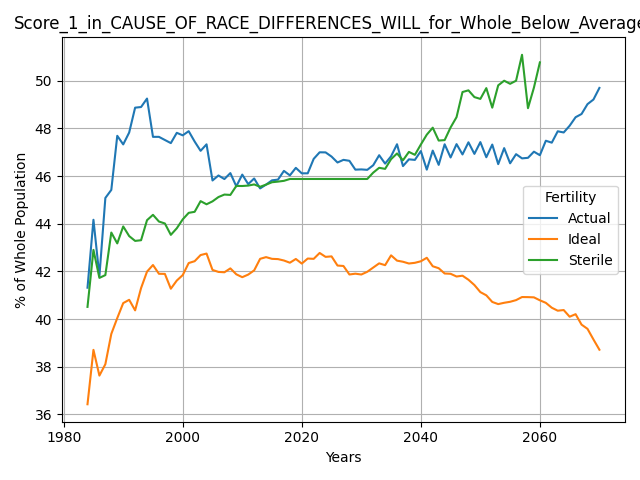 Score_1_in_CAUSE_OF_RACE_DIFFERENCES_WILL_for_Whole_Below_Average
% of Whole Population
50
48
46
44
42
40
38
36
Fertility
Actual
Ideal
Sterile
1980
2000
2020
2040
2060
Years